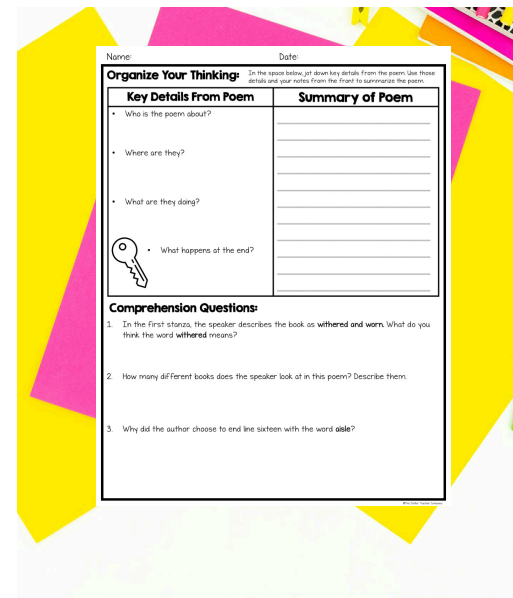 Name: Date:
Organize Your Thinking: In the space below, jot down key details from the poem. Use those
details and your notes from the front to summarize the poem.
Key Details From Poem Summary of Poem
• Who is the poem about?
• Where are they?
• What are they doing?
• What happens at the end?
Comprehension Questions:
1. In the first stanza, the speaker describes the book as withered and worn. What do you
think the word withered means?
2. How many different books does the speaker look at in this poem? Describe them.
3. Why did the author choose to end line sixteen with the word aisle?